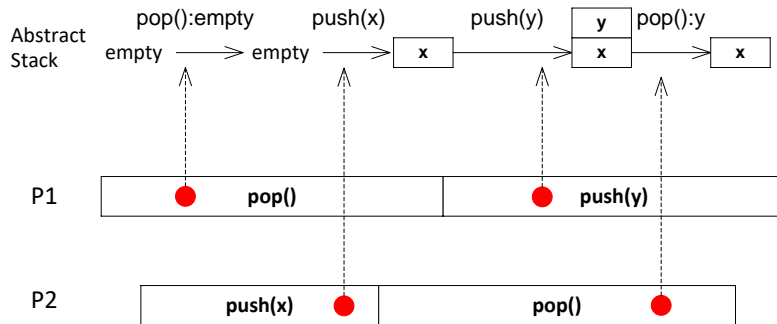 pop():empty push(x) push(y) y pop():y
Abstract
Stack
empty empty x x x
P1 pop() push(y)
P2 push(x) pop()